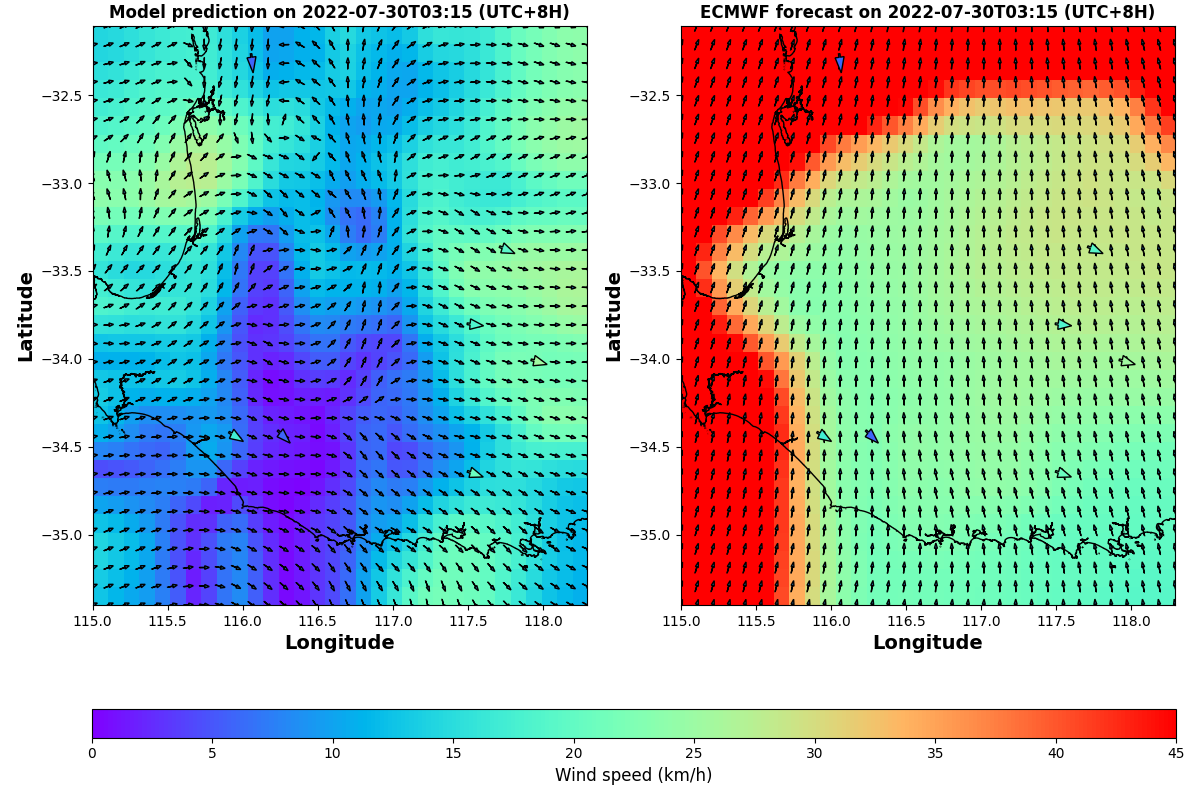 Model prediction on 2022-07-30T03:15 (UTC+8H)
ECMWF forecast on 2022-07-30T03:15 (UTC+8H)
Latitude
−32.5
−33.0
−33.5
−34.0
−34.5
−35.0
115.0 115.5 116.0 116.5 117.0 117.5 118.0
Longitude
Latitude
−32.5
−33.0
−33.5
−34.0
−34.5
−35.0
115.0 115.5 116.0 116.5 117.0 117.5 118.0
Longitude
0 5 10 15 20 25 30 35 40 45
Wind speed (km/h)